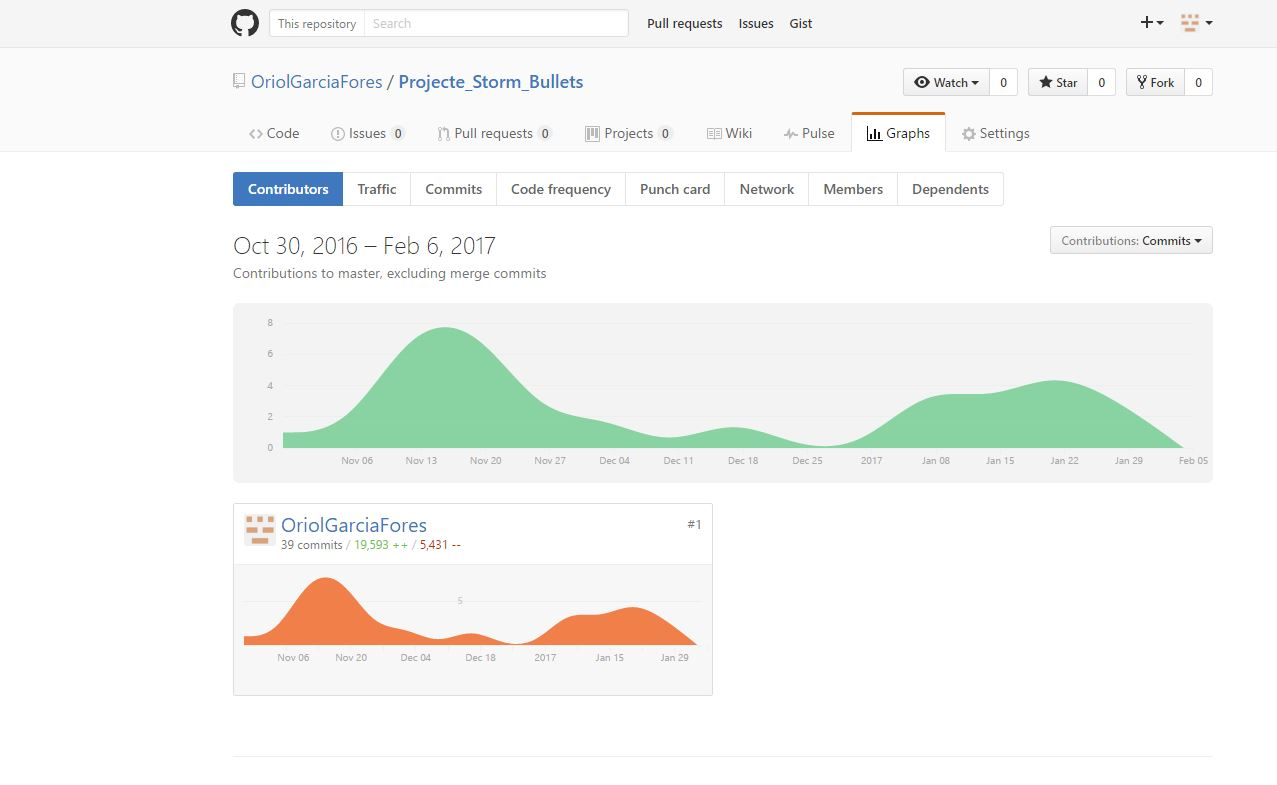 This repository Search Pull requests Issues Gist
OriolGarciaFores / Projecte_Storm_Bullets Watch 0 Star 0 Fork 0
Code Issues 0 Pull requests 0 Projects 0 Wiki Pulse Graphs Settings
Contributors Traffic Commits Code frequency Punch card Network Members Dependents
Oct 30, 2016 – Feb 6, 2017 Contributions: Commits
Contributions to master, excluding merge commits
8
6
4
2
0
Nov 06 Nov 13 Nov 20 Nov 27 Dec 04 Dec 11 Dec 18 Dec 25 2017 Jan 08 Jan 15 Jan 22 Jan 29 Feb 05
OriolGarciaFores #1
39 commits / 19,593 ++ / 5,431 --
5
Nov 06 Nov 20 Dec 04 Dec 18 2017 Jan 15 Jan 29